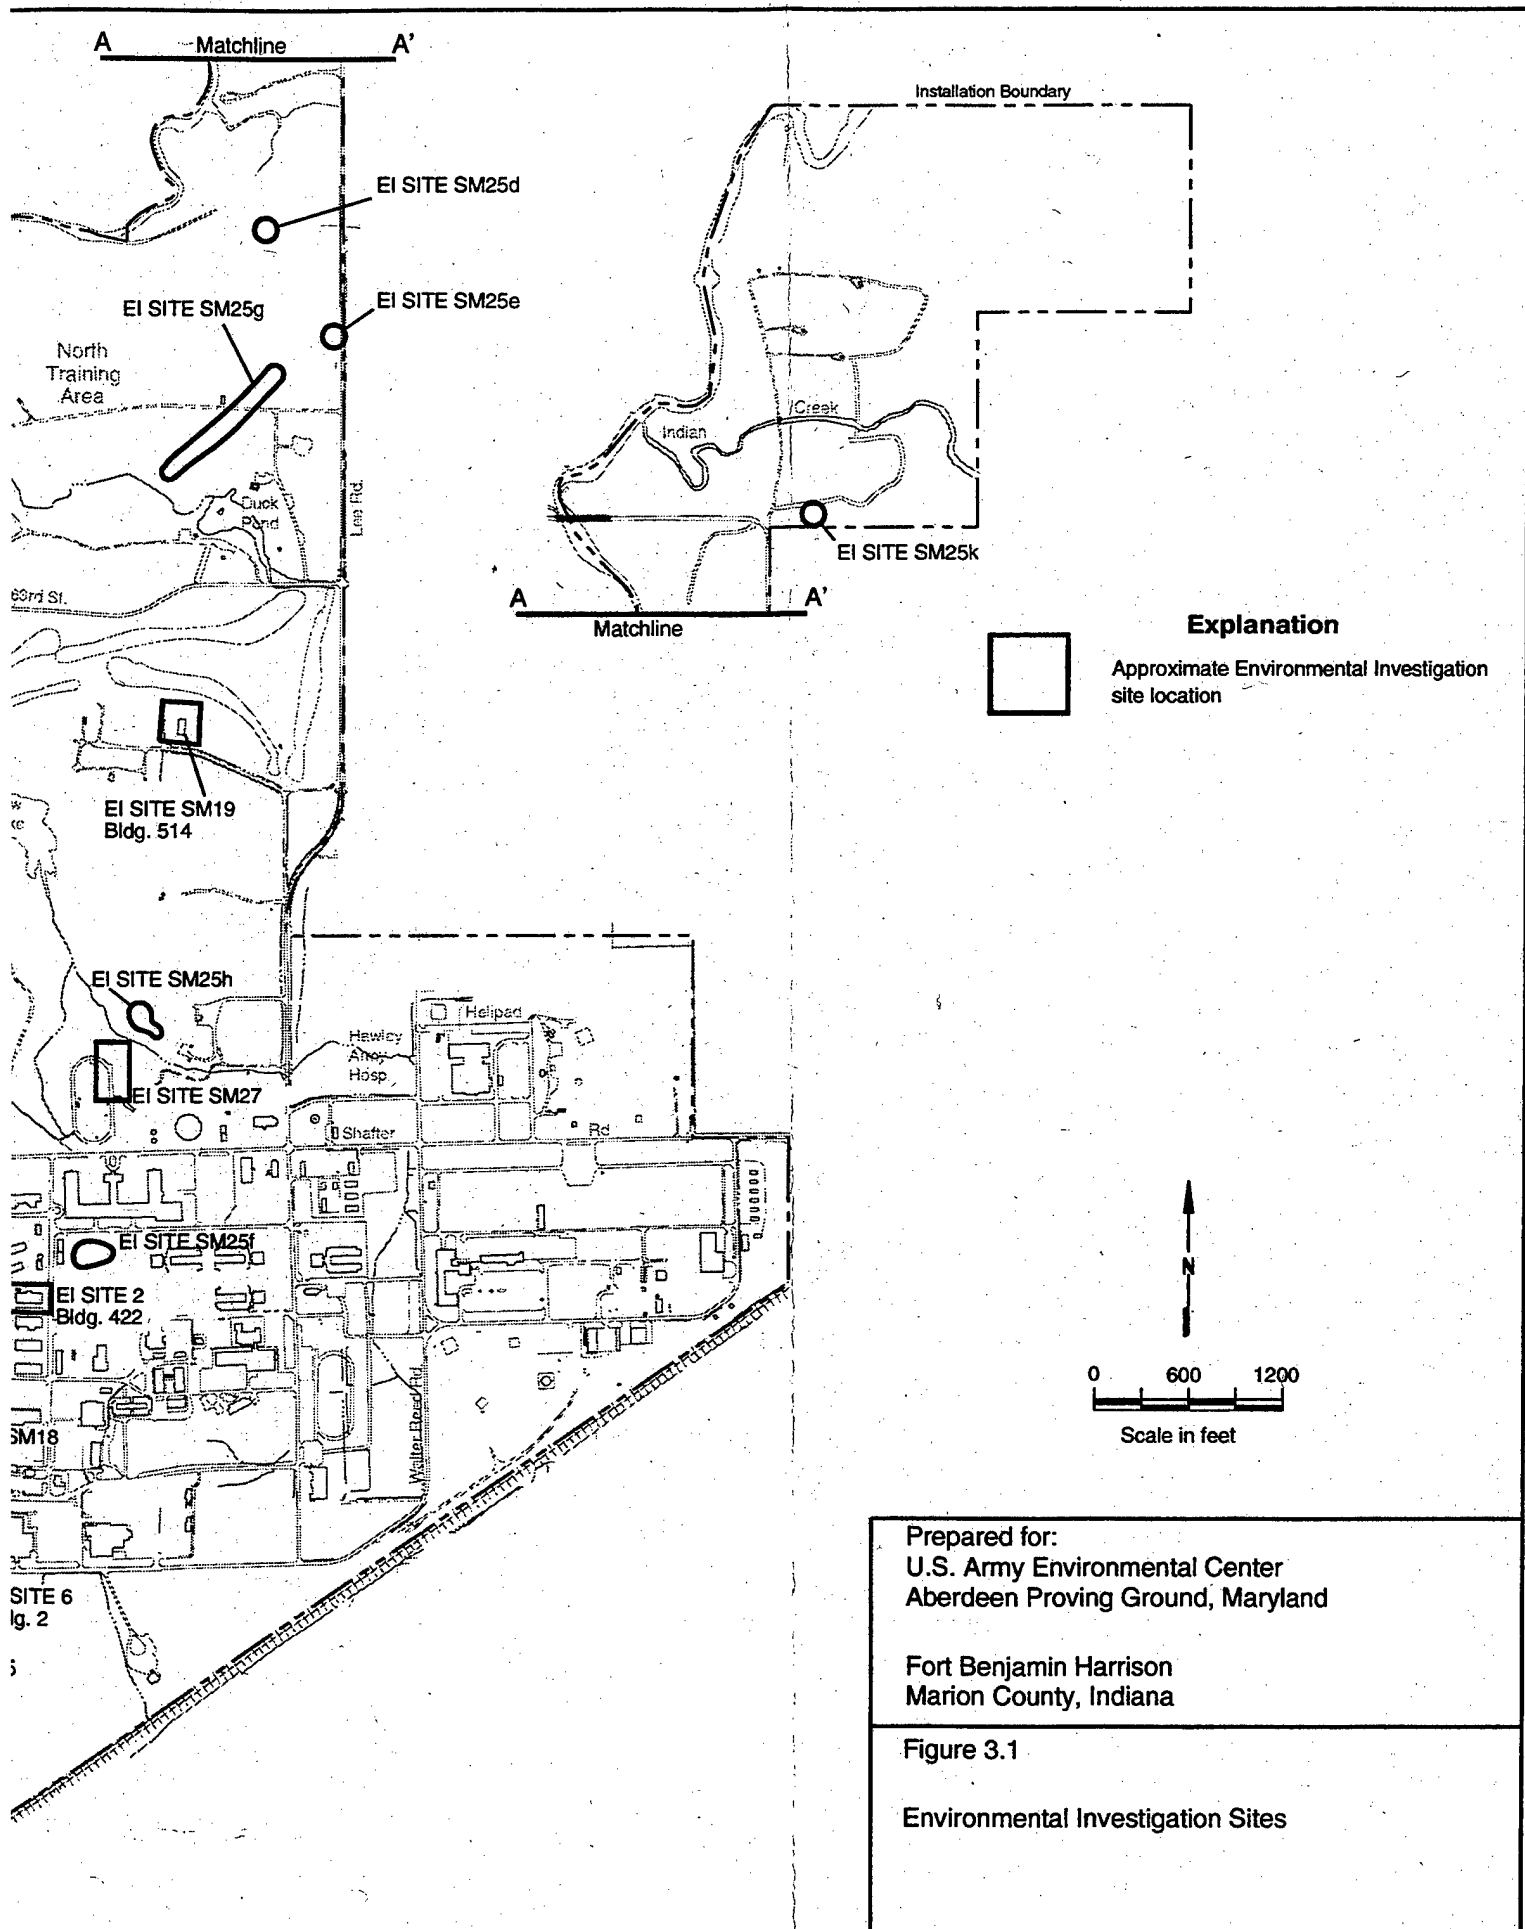 A
Matchline
A'
Installation Boundary
EI SITE SM25d
EI SITE SM25e
EI SITE SM25g
North
Training
Area
Creek
Indian
Duck
Pond
Lee Rd.
EI SITE SM25k
63rd St.
A
A'
Matchline
Explanation
Approximate Environmental Investigation
site location
EI SITE SM19
Bldg. 514
EI SITE SM25h
Helipad
Hawley
Army
Hosp.
EI SITE SM27
Shafter
Rd
EI SITE SM25f
EI SITE 2
Bldg. 422
N
0 600 1200
Scale in feet
Walter Reed Rd
SM18
SITE 6
lg. 2
Prepared for:
U.S. Army Environmental Center
Aberdeen Proving Ground, Maryland
Fort Benjamin Harrison
Marion County, Indiana
Figure 3.1
Environmental Investigation Sites